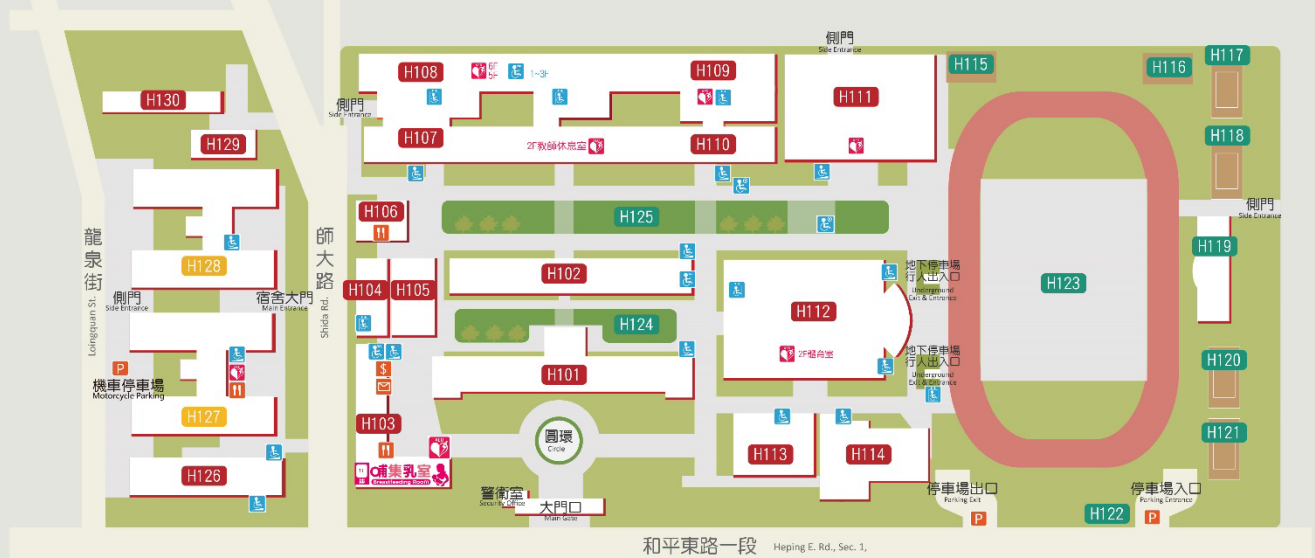 側門
Side Entrance
H108
6F
5F
1~3F
H109
H111
H115
H116
H117
H130
側門
Side Entrance
H129
H107
2F教師休息室
H110
H118
H106
H125
側門
Side Entrance
龍泉街
Loingquan St.
師大路
Shida Rd.
H119
H128
H102
地下停車場
行人出入口
Underground
Exit & Entrance
H104
H105
H123
側門
Side Entrance
宿舍大門
Main Entrance
H124
H112
2F體育室
地下停車場
行人出入口
Underground
Exit & Entrance
P
機車停車場
Motorcycle Parking
$
H101
H120
H127
H103
圓環
Circle
H121
H126
哺集乳室
Breastfeeding Room
H113
H114
警衛室
Security Office
大門口
Main Gate
停車場出口
Parking Exit
P
H122
停車場入口
Parking Entrance
P
和平東路一段 Heping E. Rd., Sec. 1,